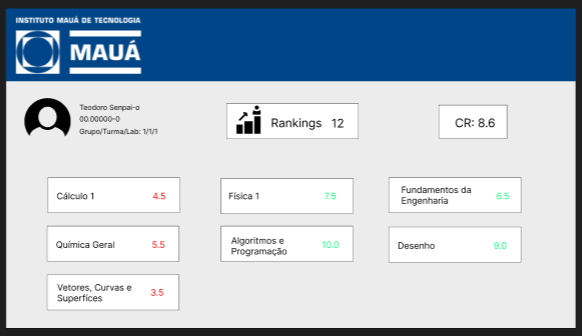 INSTITUTO MAUÁ DE TECNOLOGIA
MAUÁ
Teodoro Senpai-o
00.00000-0
Grupo/Turma/Lab: 1/1/1
Rankings 12
CR: 8.6
Cálculo 1 4.5
Física 1 7.5
Fundamentos da
Engenharia 6.5
Química Geral 5.5
Algoritmos e
Programação 10.0
Desenho 9.0
Vetores, Curvas e
Superfíces 3.5